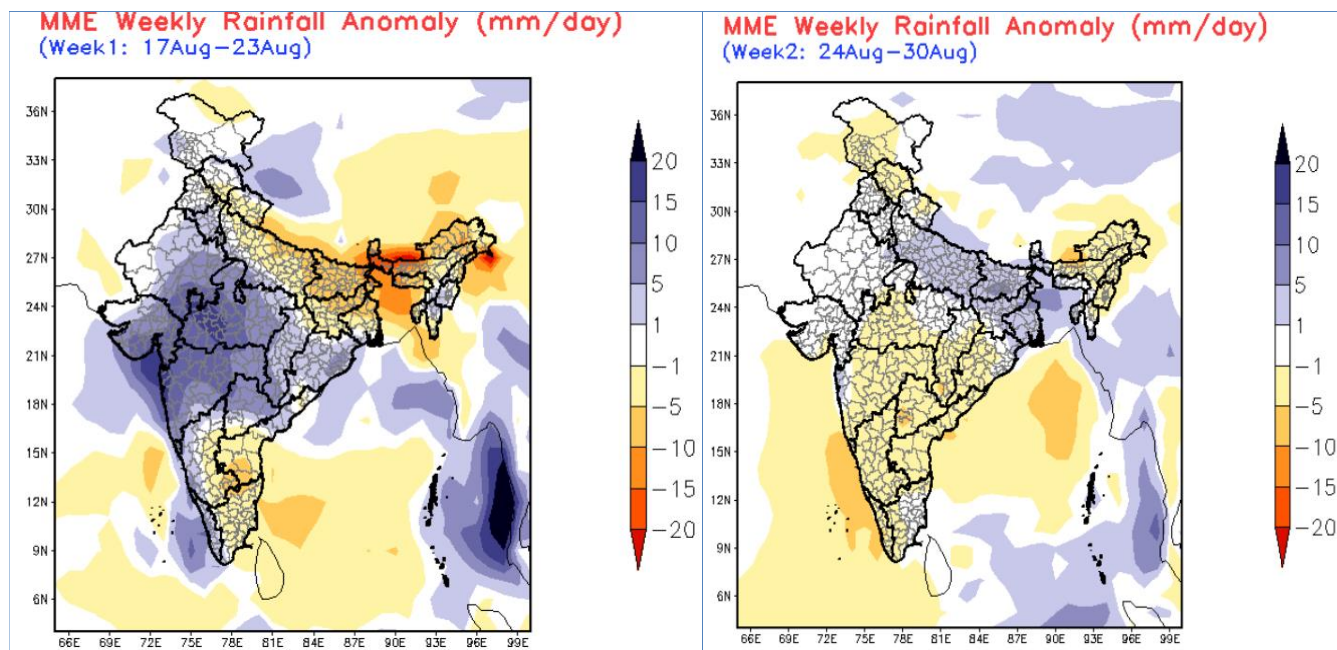 MME Weekly Rainfall Anomaly (mm/day)
(Week1: 17Aug-23Aug)
36N
33N
30N
27N
24N
21N
18N
15N
12N
9N
6N
66E 69E 72E 75E 78E 81E 84E 87E 90E 93E 96E 99E
20
15
10
5
1
-1
-5
-10
-15
-20
MME Weekly Rainfall Anomaly (mm/day)
(Week2: 24Aug-30Aug)
36N
33N
30N
27N
24N
21N
18N
15N
12N
9N
6N
66E 69E 72E 75E 78E 81E 84E 87E 90E 93E 96E 99E
20
15
10
5
1
-1
-5
-10
-15
-20